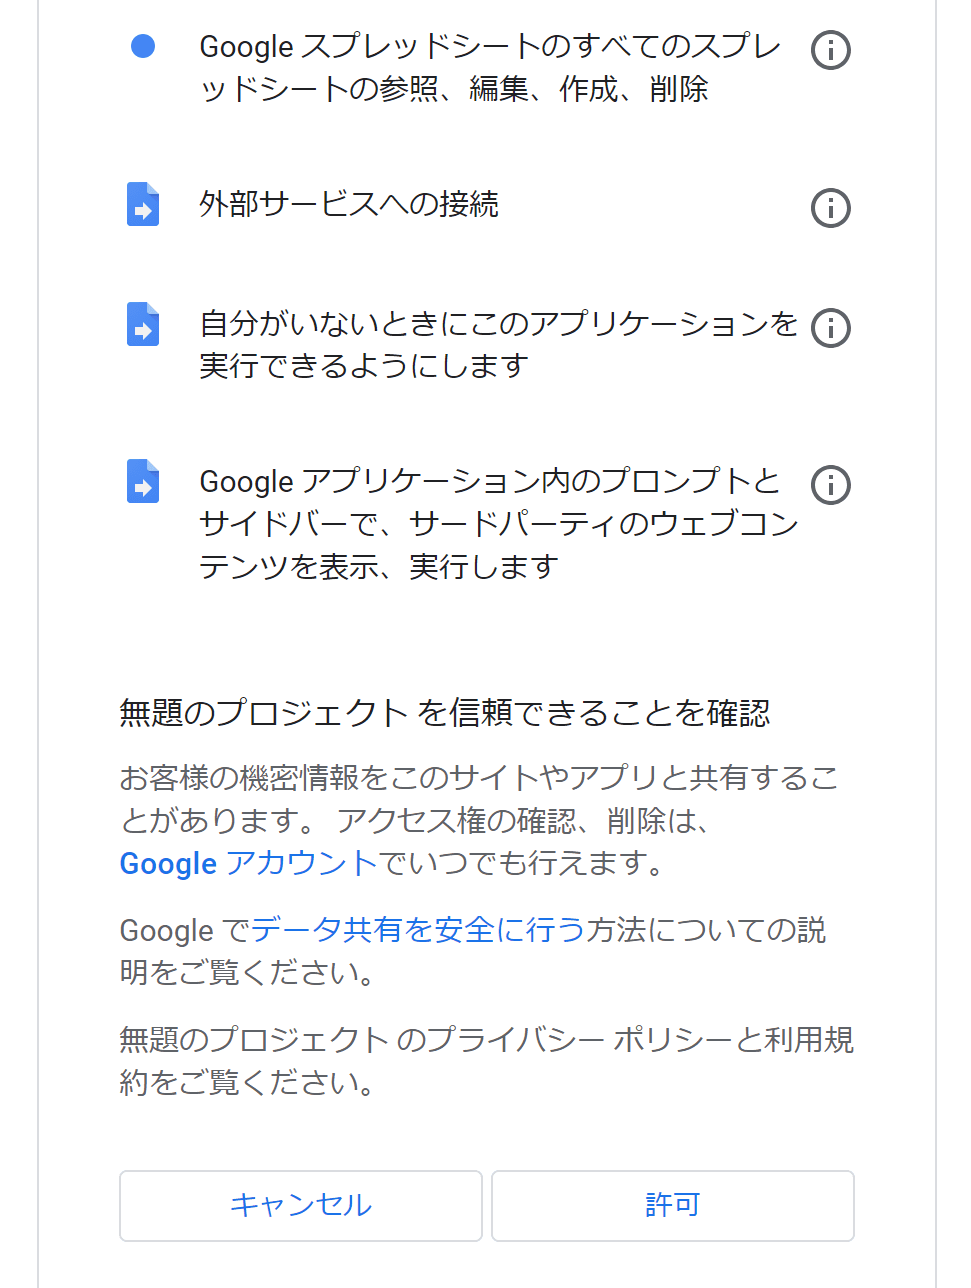 Google スプレッドシートのすべてのスプレ
ッドシートの参照、編集、作成、削除
外部サービスへの接続
自分がいないときにこのアプリケーションを
実行できるようにします
Google アプリケーション内のプロンプトと
サイドバーで、サードパーティのウェブコン
テンツを表示、実行します
無題のプロジェクト を信頼できることを確認
お客様の機密情報をこのサイトやアプリと共有するこ
とがあります。 アクセス権の確認、削除は、
Google アカウントでいつでも行えます。
Google でデータ共有を安全に行う方法についての説
明をご覧ください。
無題のプロジェクト のプライバシー ポリシーと利用規
約をご覧ください。
キャンセル
許可